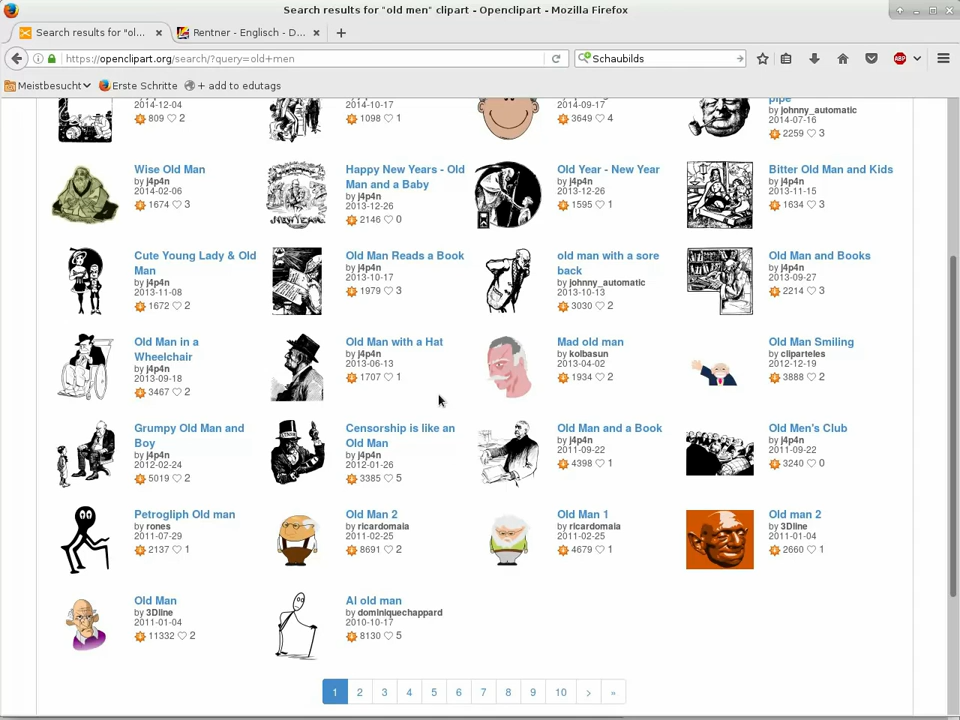 Search results for "old men" clipart - Openclipart - Mozilla Firefox
Search results for "ol...
Rentner - Englisch - D...
https://openclipart.org/search/?query=old+men
Schaubilds
Meistbesucht
Erste Schritte
+ add to edutags
2014-12-04
809 2
2014-10-17
1098 1
2014-09-17
3649 4
pipe
by johnny_automatic
2014-07-16
2259 3
Wise Old Man
by j4p4n
2014-02-06
1674 3
Happy New Years - Old
Man and a Baby
by j4p4n
2013-12-26
2146 0
Old Year - New Year
by j4p4n
2013-12-26
1595 1
Bitter Old Man and Kids
by j4p4n
2013-11-15
1634 3
Cute Young Lady & Old
Man
by j4p4n
2013-11-08
1672 2
Old Man Reads a Book
by j4p4n
2013-10-17
1979 3
old man with a sore
back
by johnny_automatic
2013-10-13
3030 2
Old Man and Books
by j4p4n
2013-09-27
2214 3
Old Man in a
Wheelchair
by j4p4n
2013-09-18
3467 2
Old Man with a Hat
by j4p4n
2013-06-13
1707 1
Mad old man
by kolbasun
2013-04-04
1934 2
Old Man Smiling
by cliparteles
2012-12-19
3888 2
Grumpy Old Man and
Boy
by j4p4n
2012-02-24
5019 2
Censorship is like an
Old Man
by j4p4n
2012-01-26
3385 5
Old Man and a Book
by j4p4n
2011-09-22
4398 1
Old Men's Club
by j4p4n
2011-09-22
3240 0
Petrogliph Old man
by rones
2011-07-29
2137 1
Old Man 2
by ricardomaia
2011-02-25
8691 2
Old Man 1
by ricardomaia
2011-02-25
4679 1
Old man 2
by 3Dline
2011-01-04
2660 1
Old Man
by 3Dline
2011-01-04
11332 2
Al old man
by dominiquechappard
2010-10-17
8130 5
1 2 3 4 5 6 7 8 9 10 > »